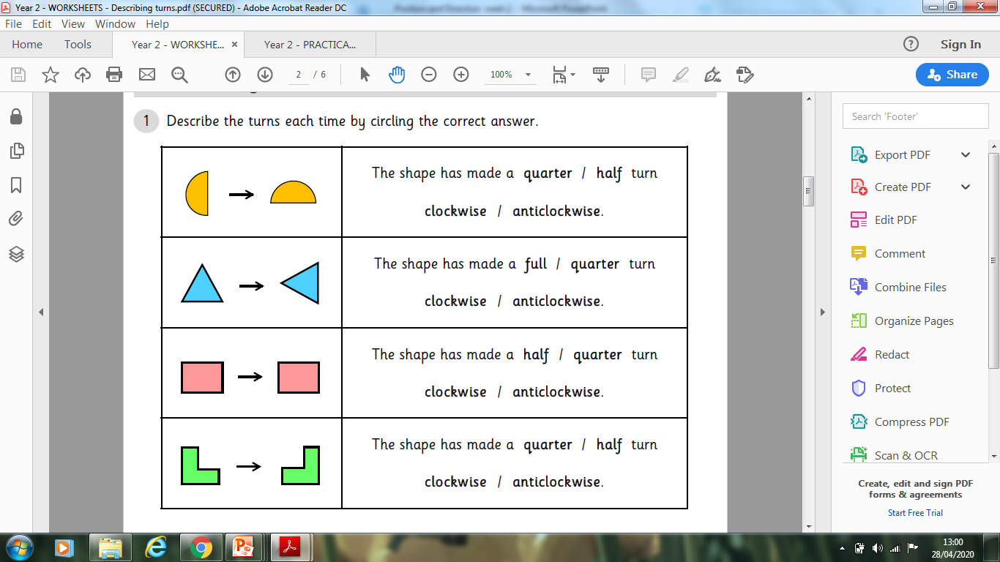 Year 2 - WORKSHEETS - Describing turns.pdf (SECURED) - Adobe Acrobat Reader DC
File Edit View Window Help
Home Tools Year 2 - WORKSHE... × Year 2 - PRACTICA... ? Sign In
2 / 6 100% Share
1 Describe the turns each time by circling the correct answer.
The shape has made a quarter / half turn
clockwise / anticlockwise.
The shape has made a full / quarter turn
clockwise / anticlockwise.
The shape has made a half / quarter turn
clockwise / anticlockwise.
The shape has made a quarter / half turn
clockwise / anticlockwise.
Search 'Footer'
Export PDF
Create PDF
Edit PDF
Comment
Combine Files
Organize Pages
Redact
Protect
Compress PDF
Scan & OCR
Create, edit and sign PDF
forms & agreements
Start Free Trial
13:00
28/04/2020